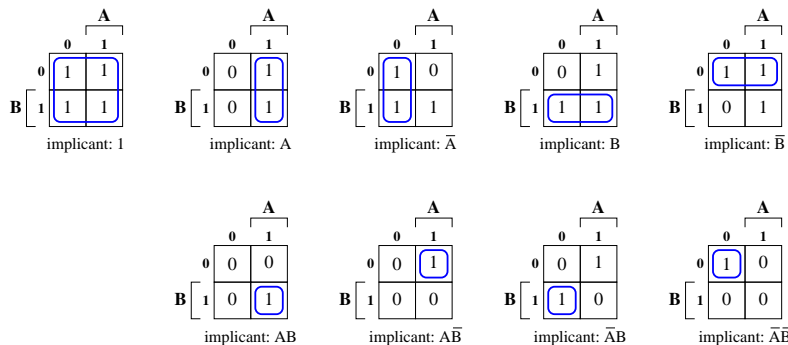 A A A A A
0 1 0 1 0 1 0 1 0 1
0 1 1 0 0 1 0 1 0 0 0 1 0 1 1
B 1 1 1 B 1 0 1 B 1 1 1 B 1 1 1 B 1 0 1
implicant: 1 implicant: A implicant: A̅ implicant: B implicant: B̅
A A A A
0 1 0 1 0 1 0 1
0 0 0 0 0 1 0 0 1 0 1 0
B 1 0 1 B 1 0 0 B 1 1 0 B 1 0 0
implicant: AB implicant: AB̅ implicant: A̅B implicant: A̅B̅